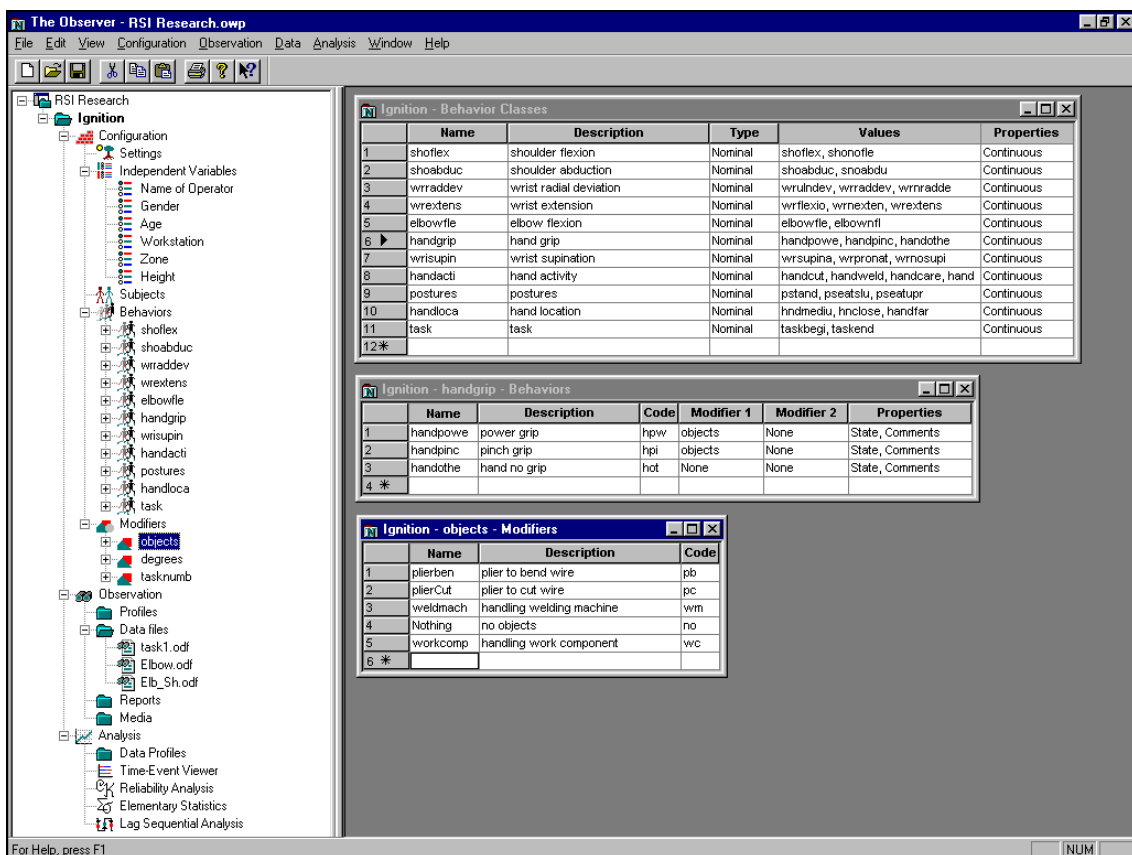 The Observer - RSI Research.owp
File Edit View Configuration Observation Data Analysis Window Help
RSI Research
Ignition
Configuration
Settings
Independent Variables
Name of Operator
Gender
Age
Workstation
Zone
Height
Subjects
Behaviors
shoflex
shoabduc
wrraddev
wrextens
elbowfle
handgrip
wrisupin
handacti
postures
handloca
task
Modifiers
objects
degrees
tasknumb
Observation
Profiles
Data files
task1.odf
Elbow.odf
Elb_Sh.odf
Reports
Media
Analysis
Data Profiles
Time-Event Viewer
Reliability Analysis
Elementary Statistics
Lag Sequential Analysis
Ignition - Behavior Classes
Name Description Type Values Properties
1 shoflex shoulder flexion Nominal shoflex, shonofle Continuous
2 shoabduc shoulder abduction Nominal shoabduc, snoabdu Continuous
3 wrraddev wrist radial deviation Nominal wrulndev, wrraddev, wrnradde Continuous
4 wrextens wrist extension Nominal wrflexio, wrnexten, wrextens Continuous
5 elbowfle elbow flexion Nominal elbowfle, elbownfl Continuous
6 handgrip hand grip Nominal handpowe, handpinc, handothe Continuous
7 wrisupin wrist supination Nominal wrsupina, wrpronat, wrnosupi Continuous
8 handacti hand activity Nominal handcut, handweld, handcare, hand Continuous
9 postures postures Nominal pstand, pseatslu, pseatupr Continuous
10 handloca hand location Nominal hndmediu, hnclose, handfar Continuous
11 task task Nominal taskbegi, taskend Continuous
12*
Ignition - handgrip - Behaviors
Name Description Code Modifier 1 Modifier 2 Properties
1 handpowe power grip hpw objects None State, Comments
2 handpinc pinch grip hpi objects None State, Comments
3 handothe hand no grip hot None None State, Comments
4 *
Ignition - objects - Modifiers
Name Description Code
1 plierben plier to bend wire pb
2 plierCut plier to cut wire pc
3 weldmach handling welding machine wm
4 Nothing no objects no
5 workcomp handling work component wc
6 *
For Help, press F1
NUM